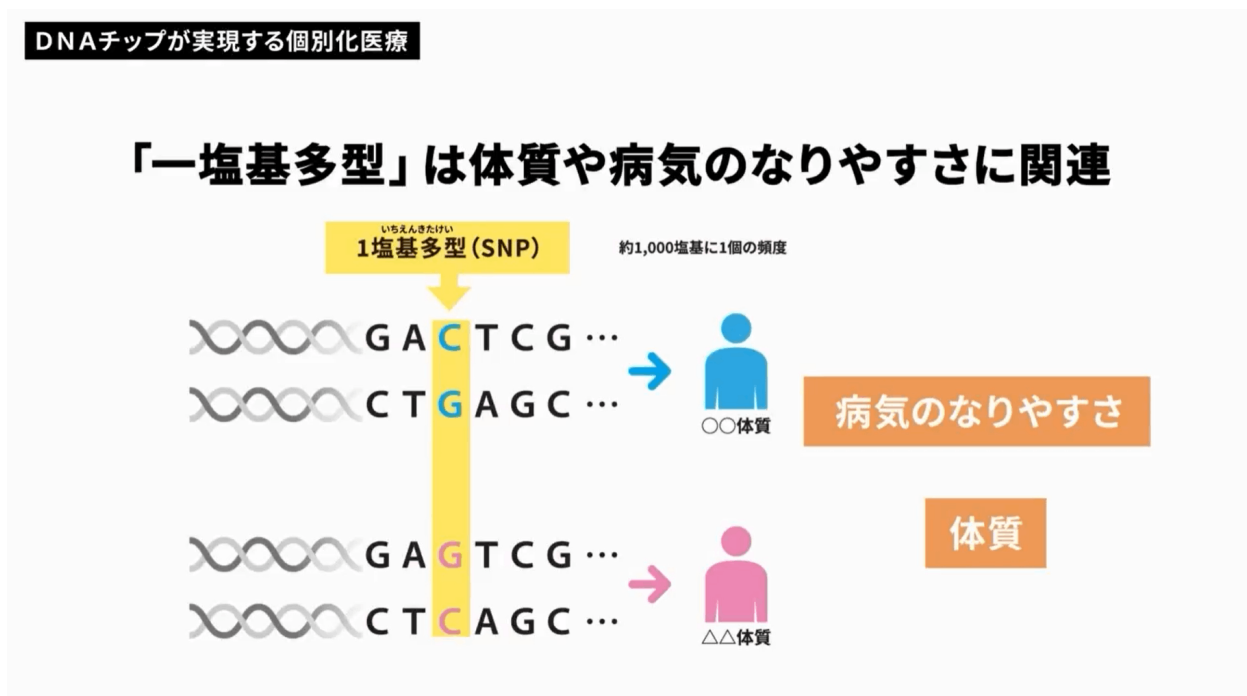 DNAチップが実現する個別化医療
「一塩基多型」は体質や病気のなりやすさに関連
いちえんきたけい
1塩基多型(SNP)
約1,000塩基に1個の頻度
GACTCG…
CTGAGC…
○○体質
病気のなりやすさ
体質
GAGTCG…
CTCAGC…
△△体質